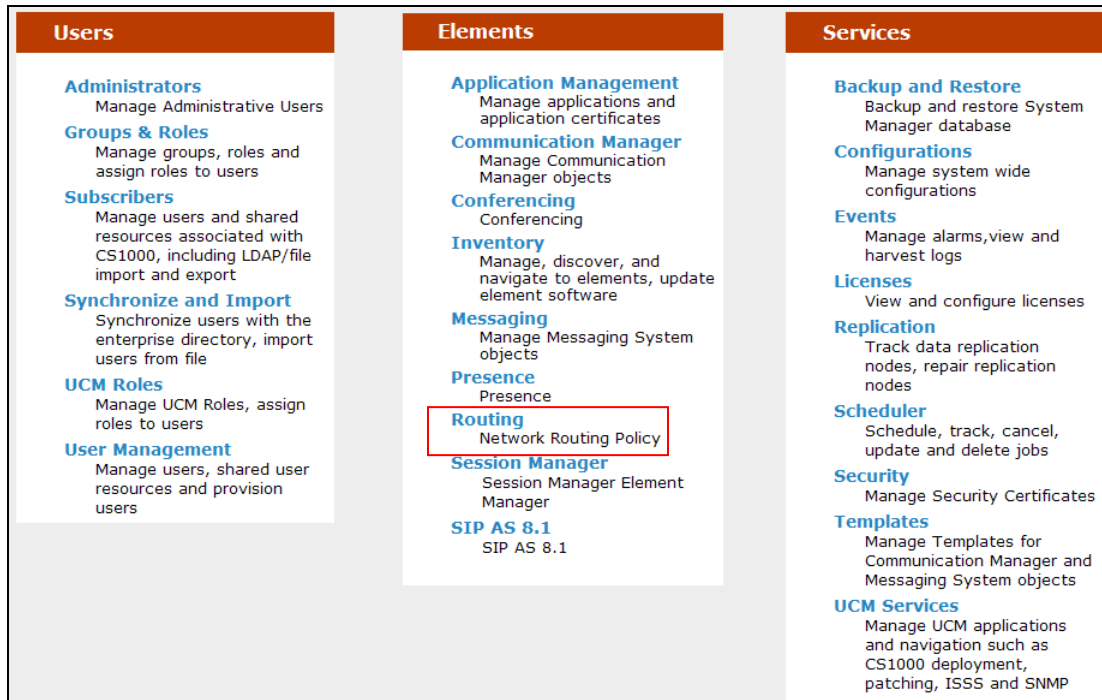 Users
Administrators
Manage Administrative Users
Groups & Roles
Manage groups, roles and
assign roles to users
Subscribers
Manage users and shared
resources associated with
CS1000, including LDAP/file
import and export
Synchronize and Import
Synchronize users with the
enterprise directory, import
users from file
UCM Roles
Manage UCM Roles, assign
roles to users
User Management
Manage users, shared user
resources and provision
users
Elements
Application Management
Manage applications and
application certificates
Communication Manager
Manage Communication
Manager objects
Conferencing
Conferencing
Inventory
Manage, discover, and
navigate to elements, update
element software
Messaging
Manage Messaging System
objects
Presence
Presence
Routing
Network Routing Policy
Session Manager
Session Manager Element
Manager
SIP AS 8.1
SIP AS 8.1
Services
Backup and Restore
Backup and restore System
Manager database
Configurations
Manage system wide
configurations
Events
Manage alarms,view and
harvest logs
Licenses
View and configure licenses
Replication
Track data replication
nodes, repair replication
nodes
Scheduler
Schedule, track, cancel,
update and delete jobs
Security
Manage Security Certificates
Templates
Manage Templates for
Communication Manager and
Messaging System objects
UCM Services
Manage UCM applications
and navigation such as
CS1000 deployment,
patching, ISSS and SNMP